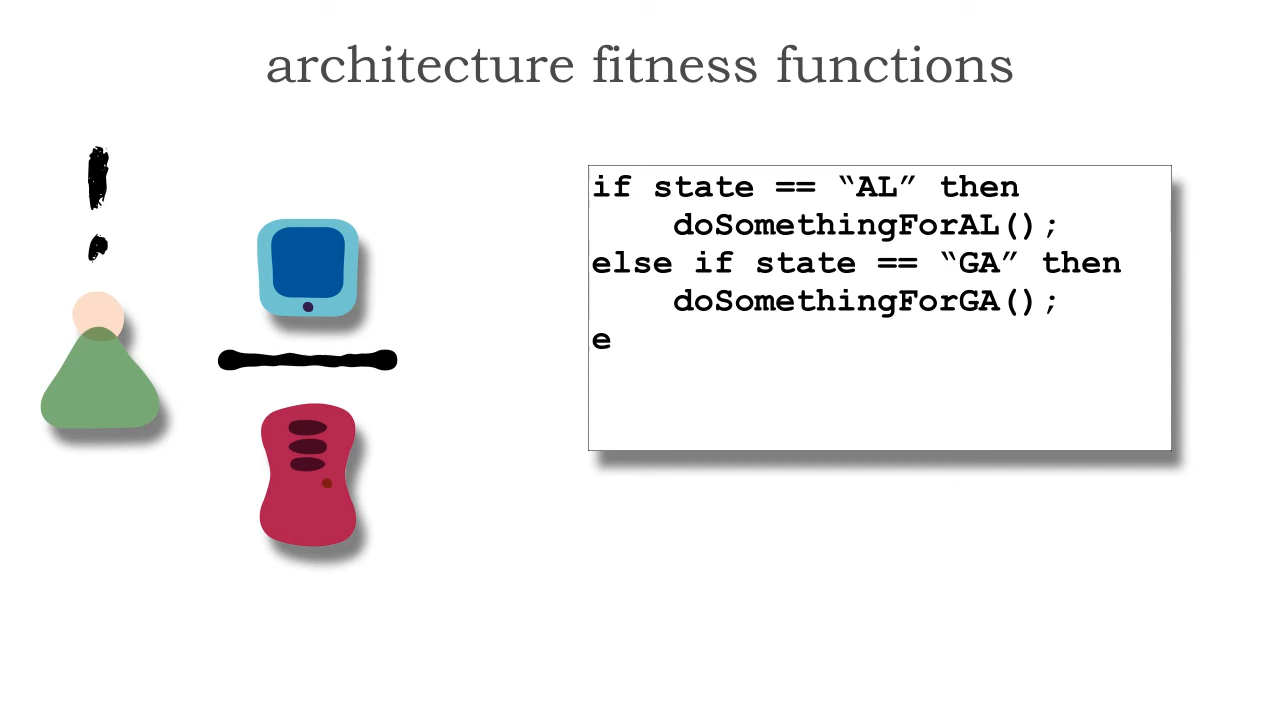 architecture fitness functions
if state == “AL” then
    doSomethingForAL();
else if state == “GA” then
    doSomethingForGA();
e